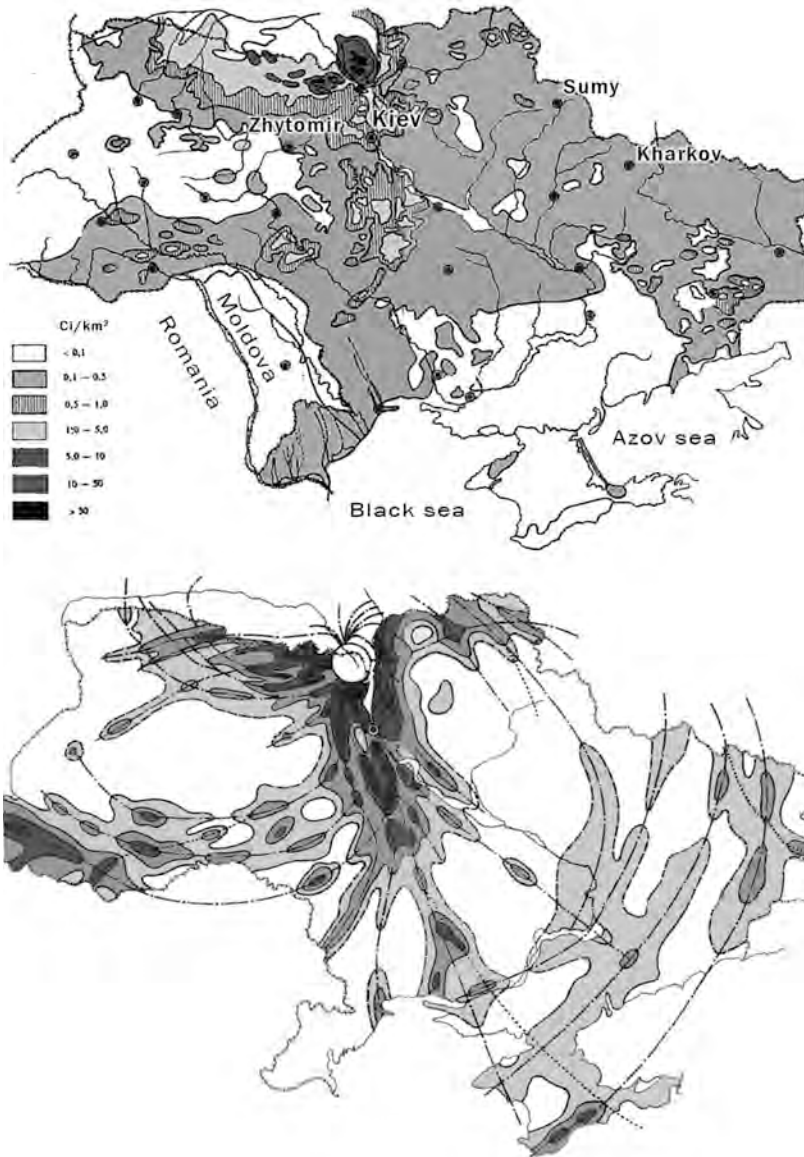 Sumy
Zhytomir
Kiev
Kharkov
Ci/km²
< 0,1
0,1 – 0.5
0,5 – 1,0
1,0 – 5,0
5,0 – 10
10 – 50
> 50
Romania
Moldova
Azov sea
Black sea